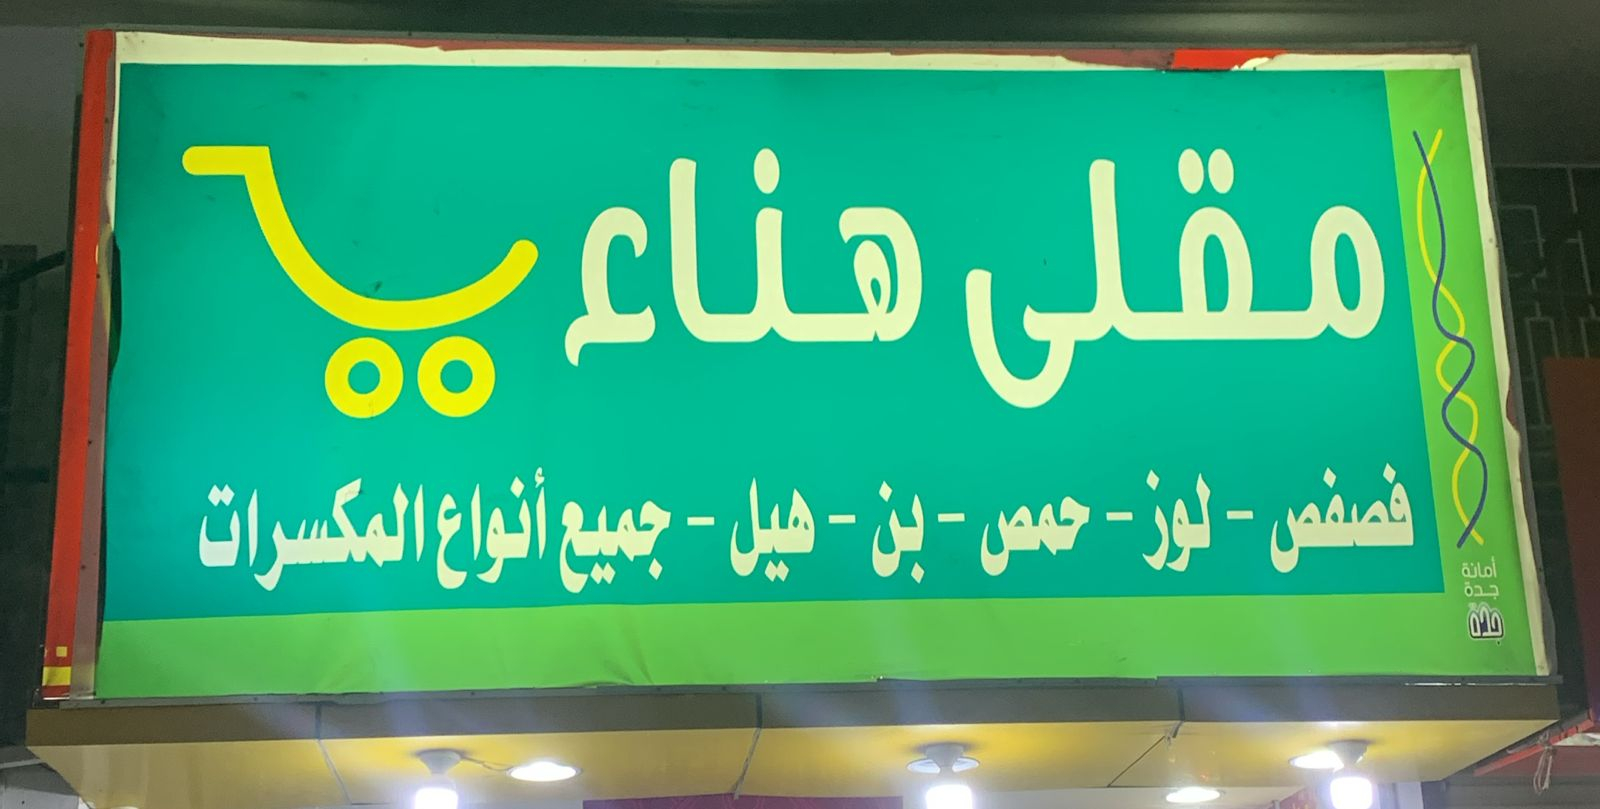 مقلى هناء
فصفص - لوز - حمص - بن - هيل - جميع أنواع المكسرات
أمانة
جدة
جدة